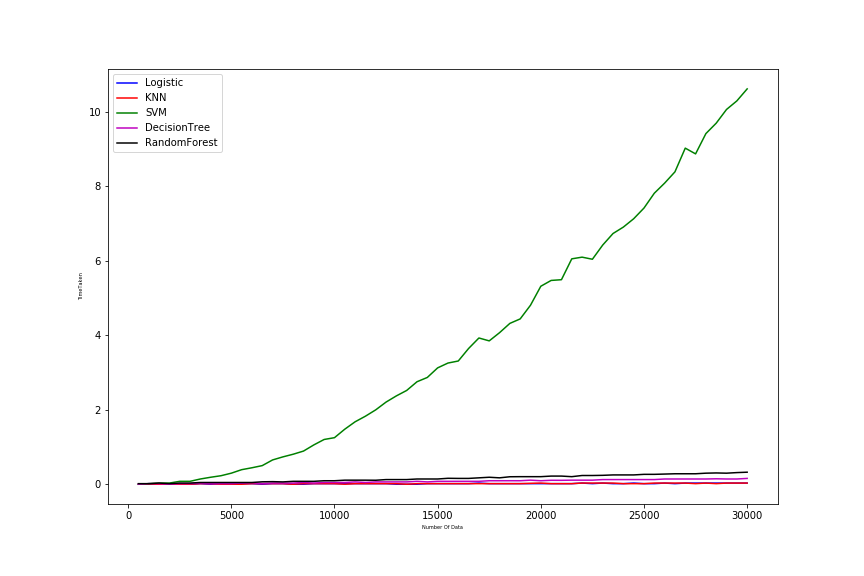 Logistic
KNN
SVM
DecisionTree
RandomForest
10
8
6
4
2
0
TimeTaken
0 5000 10000 15000 20000 25000 30000
Number Of Data